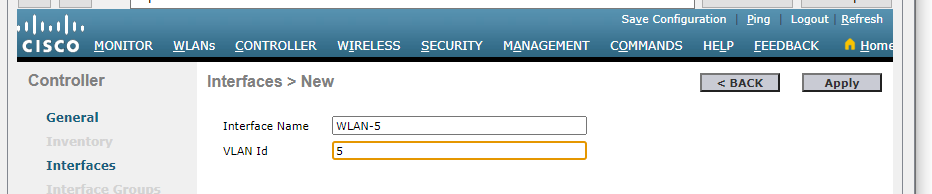 Save Configuration | Ping | Logout | Refresh
CISCO MONITOR WLANs CONTROLLER WIRELESS SECURITY MANAGEMENT COMMANDS HELP FEEDBACK Home
Controller Interfaces > New < BACK Apply
General
Interface Name WLAN-5
Inventory
VLAN Id 5
Interfaces
Interface Groups